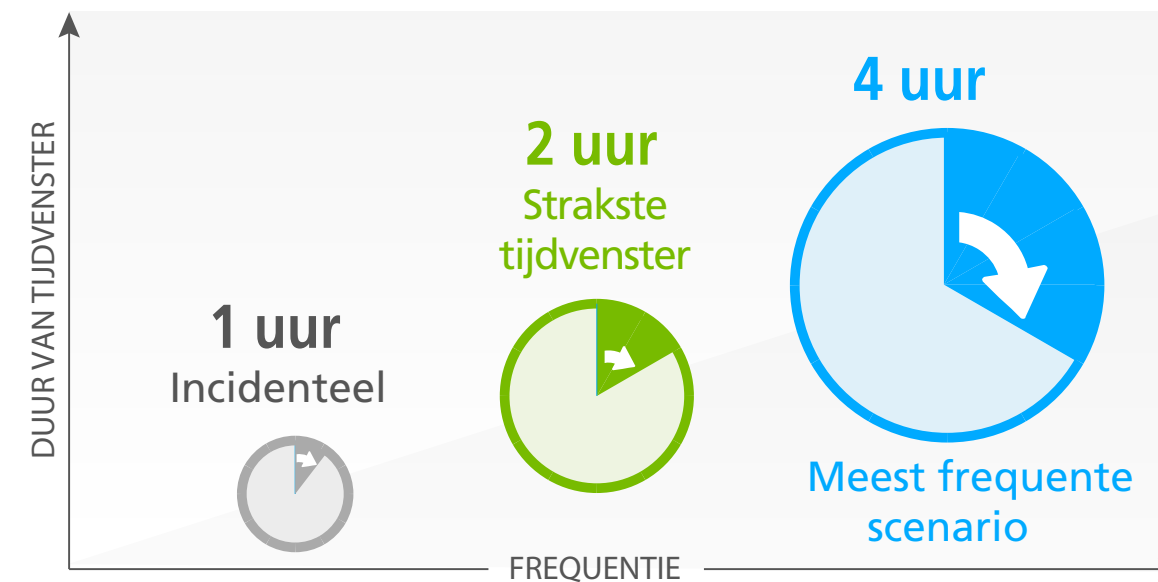 DUUR VAN TIJDVENSTER
1 uur
Incidenteel
2 uur
Strakste
tijdvenster
4 uur
Meest frequente
scenario
FREQUENTIE